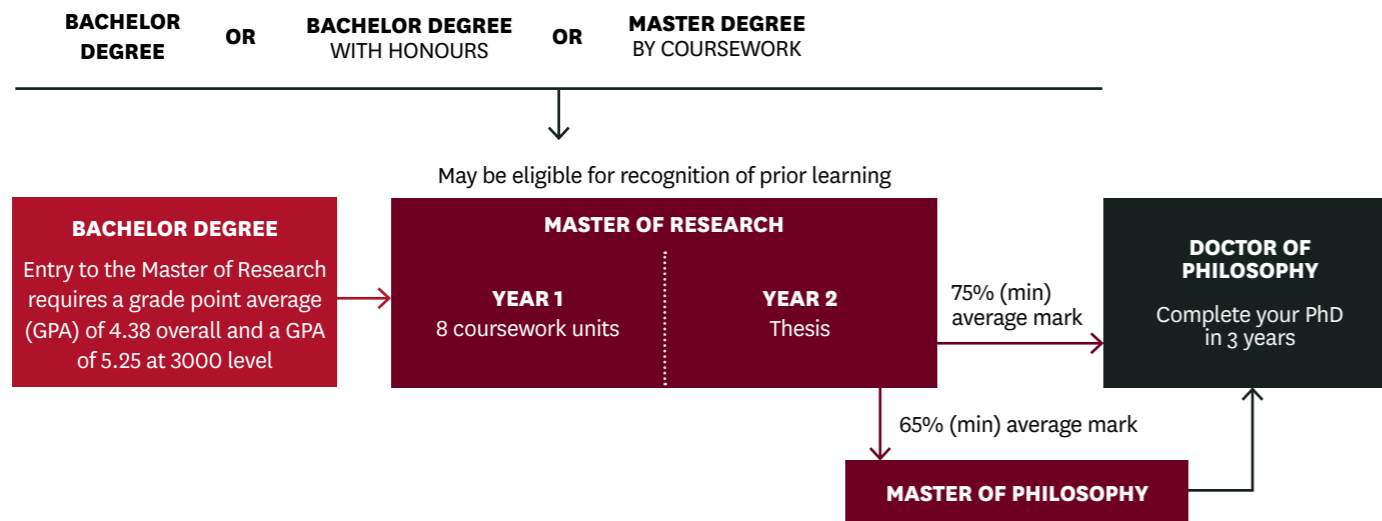 BACHELOR
DEGREE
OR
BACHELOR DEGREE
WITH HONOURS
OR
MASTER DEGREE
BY COURSEWORK
May be eligible for recognition of prior learning
BACHELOR DEGREE
Entry to the Master of Research
requires a grade point average
(GPA) of 4.38 overall and a GPA
of 5.25 at 3000 level
MASTER OF RESEARCH
YEAR 1
8 coursework units
YEAR 2
Thesis
75% (min)
average mark
DOCTOR OF
PHILOSOPHY
Complete your PhD
in 3 years
65% (min) average mark
MASTER OF PHILOSOPHY